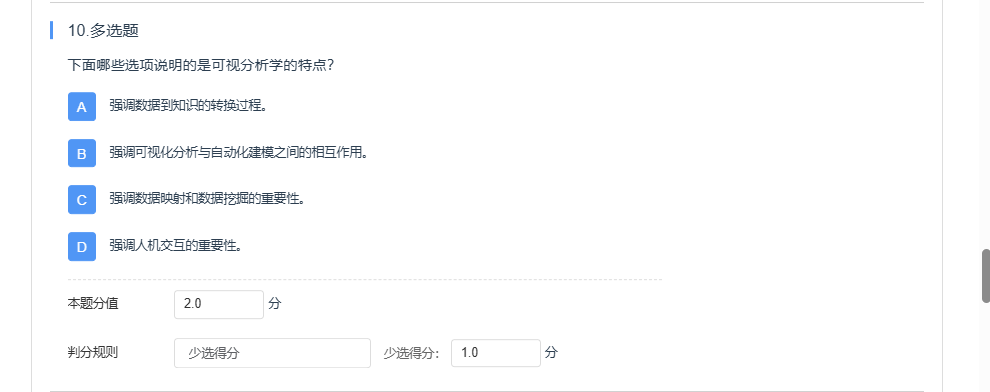 10.多选题
下面哪些选项说明的是可视分析学的特点?
A 强调数据到知识的转换过程。
B 强调可视化分析与自动化建模之间的相互作用。
C 强调数据映射和数据挖掘的重要性。
D 强调人机交互的重要性。
本题分值 2.0 分
判分规则 少选得分 少选得分： 1.0 分